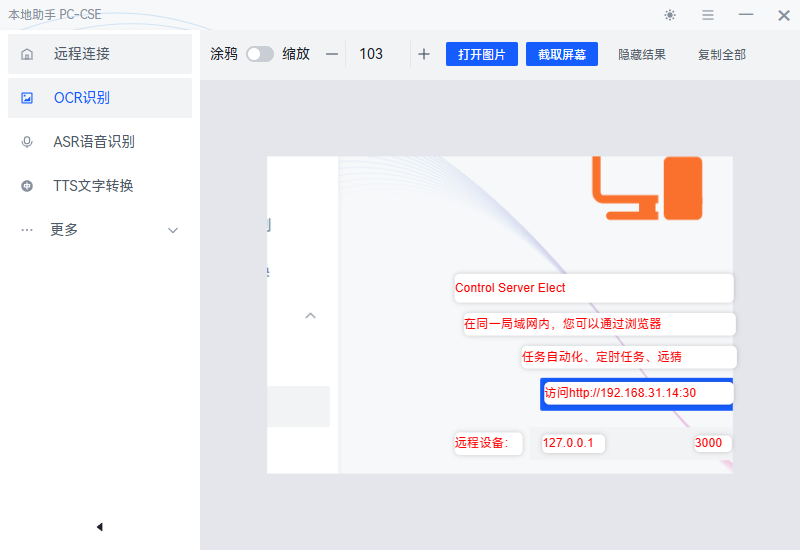 本地助手 PC-CSE
远程连接
OCR识别
ASR语音识别
TTS文字转换
更多
涂鸦 缩放 — 103 + 打开图片 截取屏幕 隐藏结果 复制全部
Control Server Elect
在同一局域网内，您可以通过浏览器
任务自动化、定时任务、远猜
访问http://192.168.31.14:30
远程设备： 127.0.0.1 3000